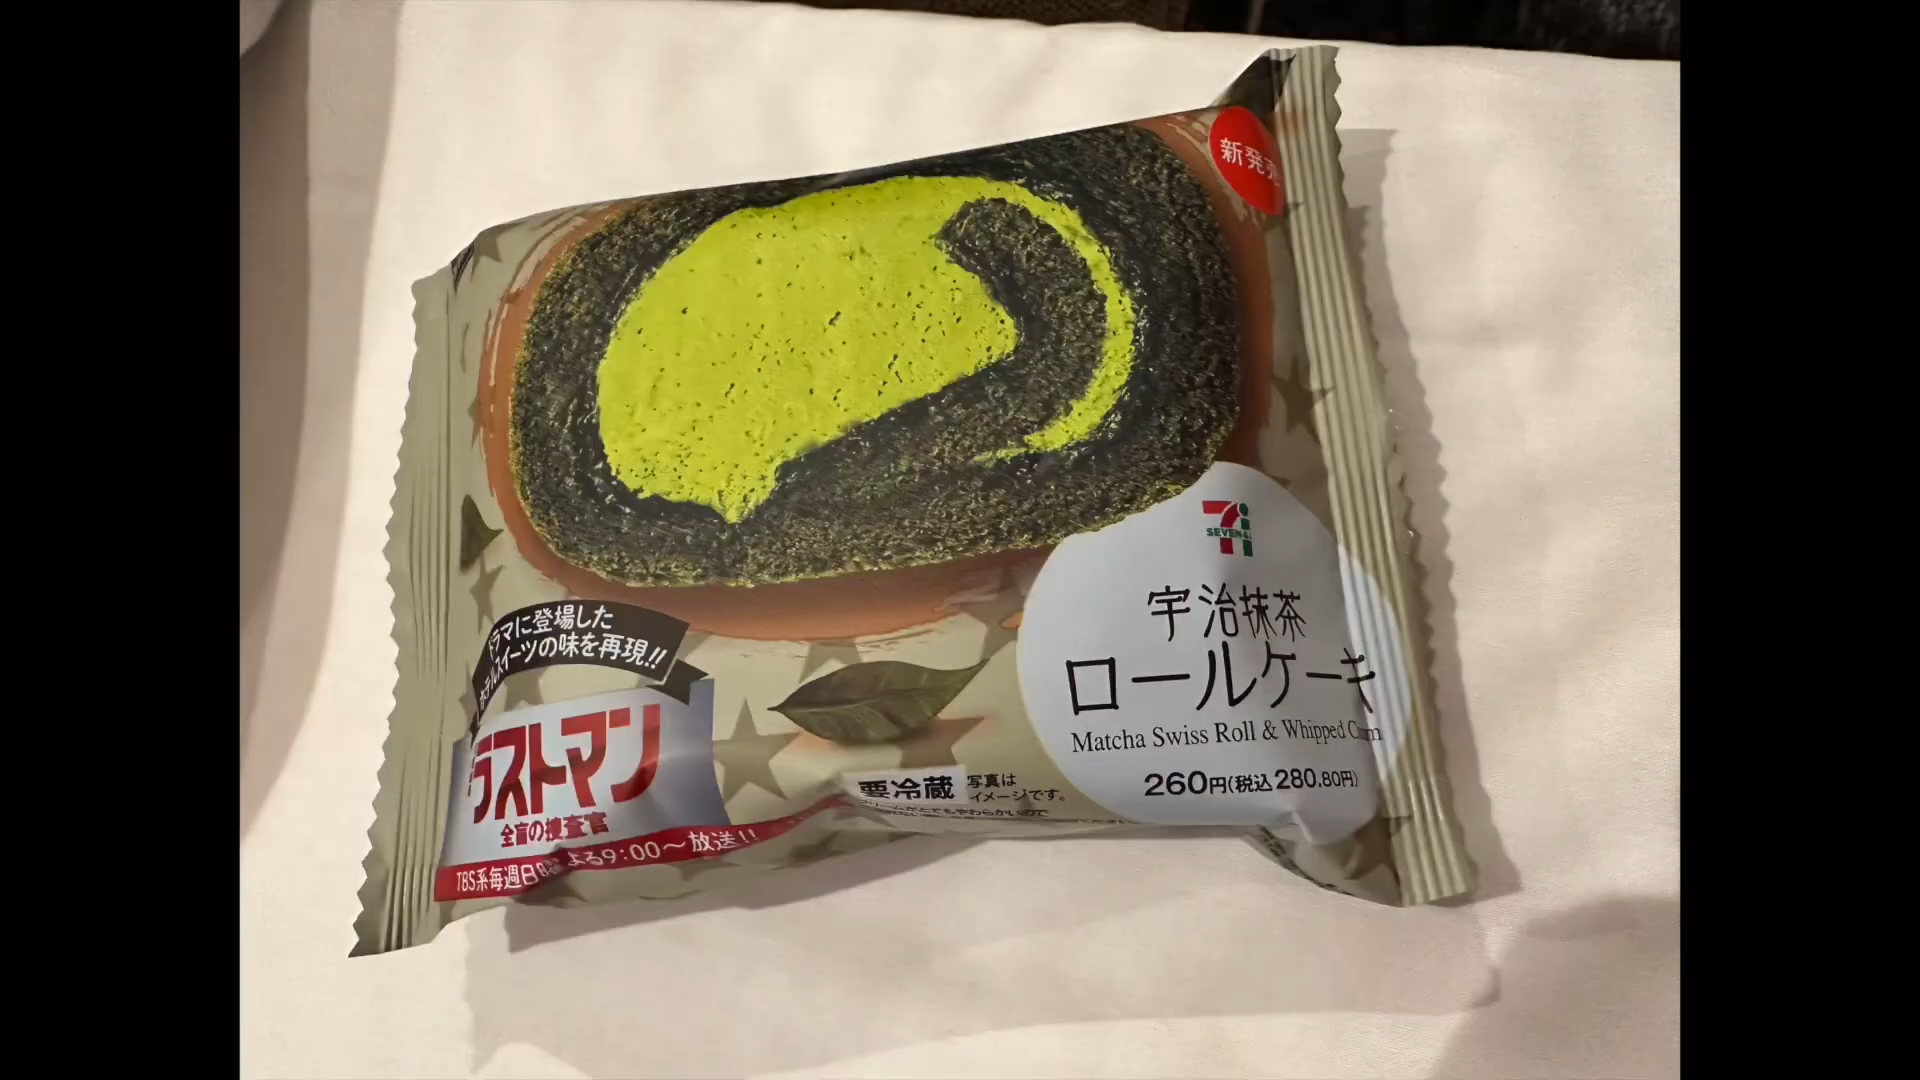 新発売
SEVEN&i
宇治抹茶
ロールケーキ
Matcha Swiss Roll & Whipped
260円(税込280.80円)
ドラマに登場した
ホテルスイーツの味を再現!!
ラストマン
全盲の捜査官
TBS系毎週日曜よる9:00〜放送!!
要冷蔵
写真は
イメージです。